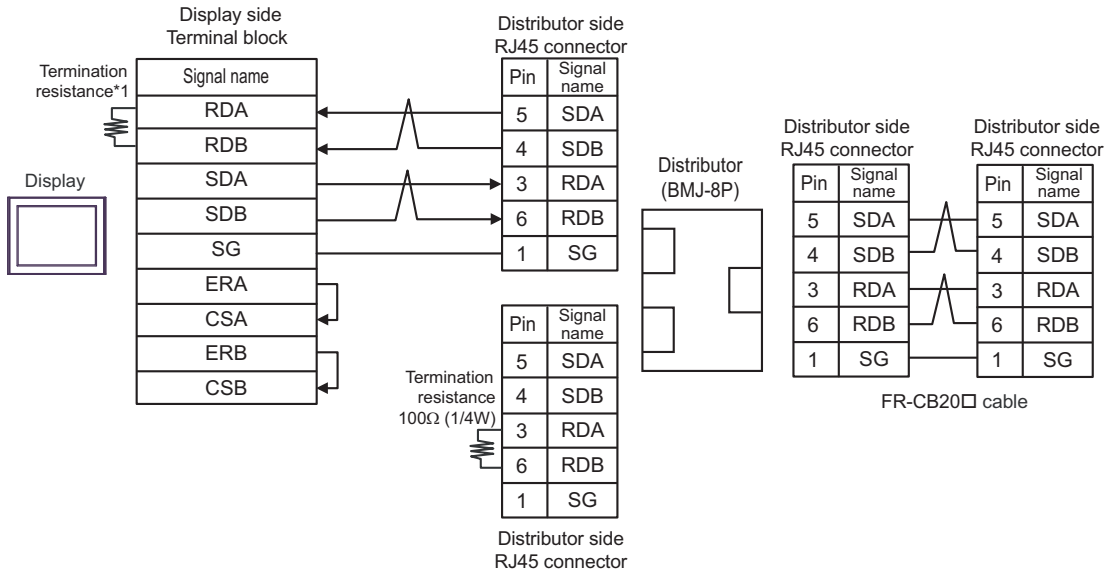 Display side
Terminal block
Termination
resistance*1
Signal name
RDA
RDB
SDA
SDB
SG
ERA
CSA
ERB
CSB
Display
Distributor side
RJ45 connector
Pin Signal name
5 SDA
4 SDB
3 RDA
6 RDB
1 SG
Termination
resistance
100Ω (1/4W)
Pin Signal name
5 SDA
4 SDB
3 RDA
6 RDB
1 SG
Distributor side
RJ45 connector
Distributor
(BMJ-8P)
Distributor side
RJ45 connector
Pin Signal name
5 SDA
4 SDB
3 RDA
6 RDB
1 SG
Distributor side
RJ45 connector
Pin Signal name
5 SDA
4 SDB
3 RDA
6 RDB
1 SG
FR-CB20□ cable